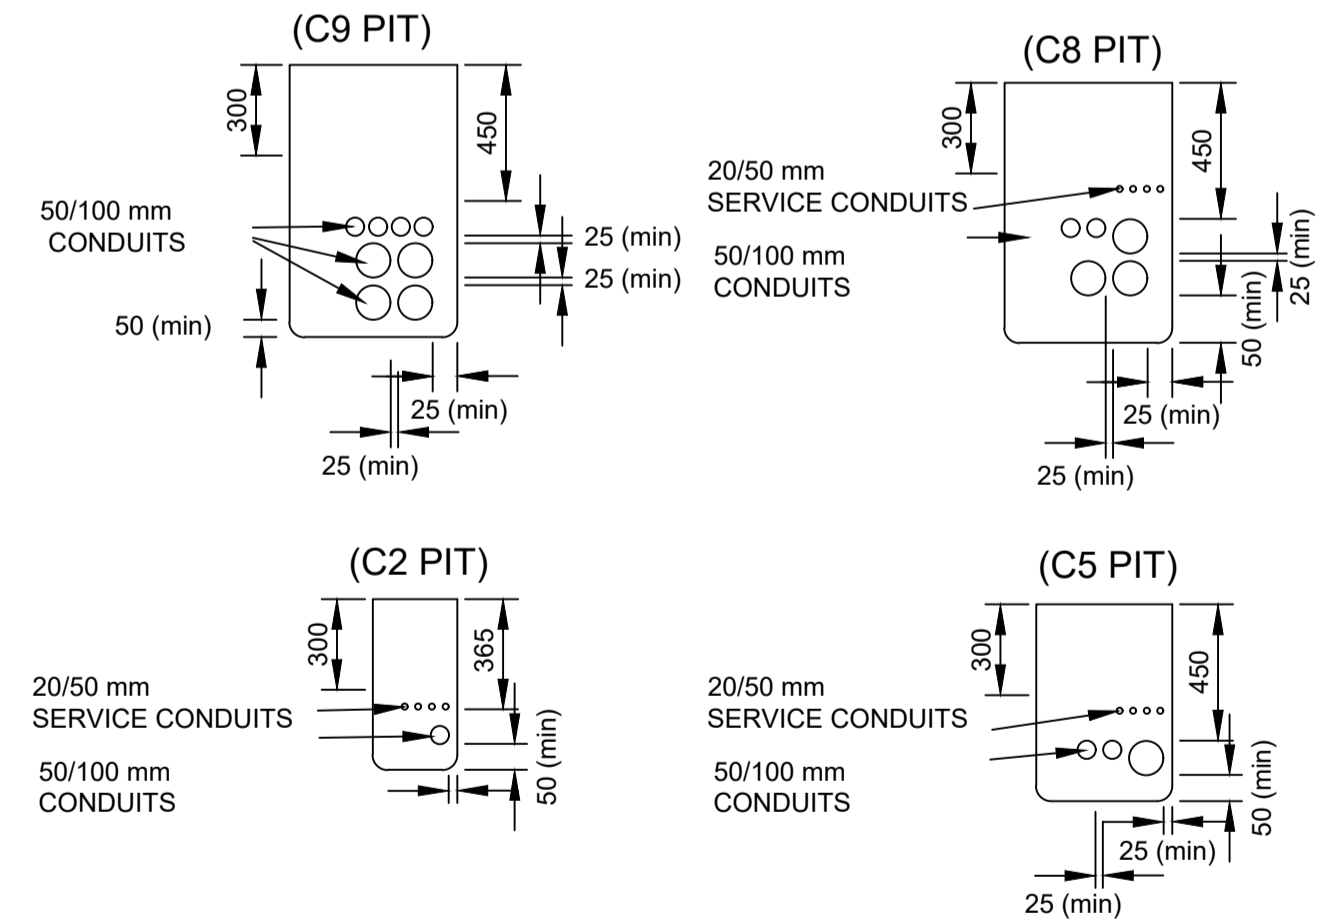 (C9 PIT)
300
450
50/100 mm
CONDUITS
25 (min)
25 (min)
50 (min)
25 (min)
25 (min)
(C8 PIT)
300
450
20/50 mm
SERVICE CONDUITS
50/100 mm
CONDUITS
25 (min)
50 (min)
25 (min)
25 (min)
(C2 PIT)
300
365
20/50 mm
SERVICE CONDUITS
50/100 mm
CONDUITS
50 (min)
(C5 PIT)
300
450
20/50 mm
SERVICE CONDUITS
50/100 mm
CONDUITS
50 (min)
25 (min)
25 (min)